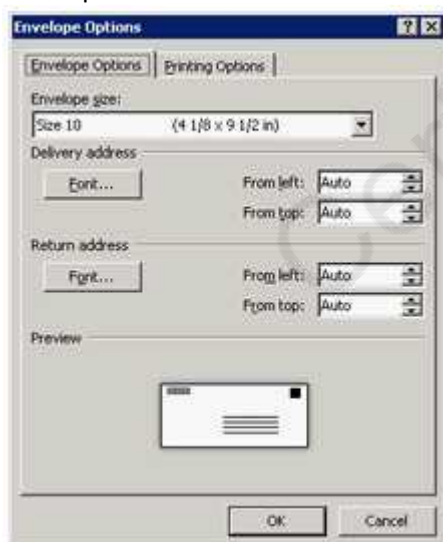 Envelope Options
Envelope Options Printing Options
Envelope size:
Size 10 (4 1/8 x 9 1/2 in)
Delivery address
Font... From left: Auto
From top: Auto
Return address
Font... From left: Auto
From top: Auto
Preview
OK Cancel